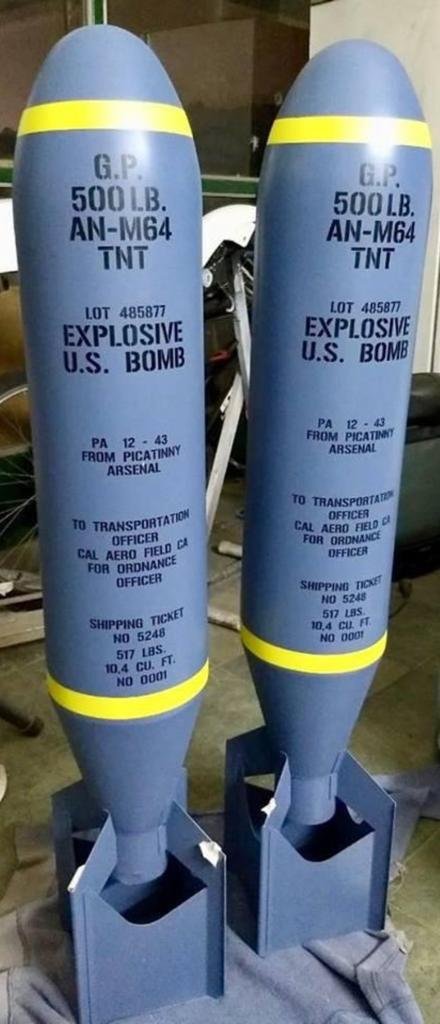 G.P.
500 LB.
AN-M64
TNT
LOT 485877
EXPLOSIVE
U.S. BOMB
PA 12 - 43
FROM PICATINNY
ARSENAL
TO TRANSPORTATION
OFFICER
CAL AERO FIELD CA
FOR ORDNANCE
OFFICER
SHIPPING TICKET
NO 5248
517 LBS.
10,4 CU. FT.
NO 0001
G.P.
500 LB.
AN-M64
TNT
LOT 485877
EXPLOSIVE
U.S. BOMB
PA 12 - 43
FROM PICATINNY
ARSENAL
TO TRANSPORTATION
OFFICER
CAL AERO FIELD CA
FOR ORDNANCE
OFFICER
SHIPPING TICKET
NO 5248
517 LBS.
10,4 CU. FT.
NO 0001